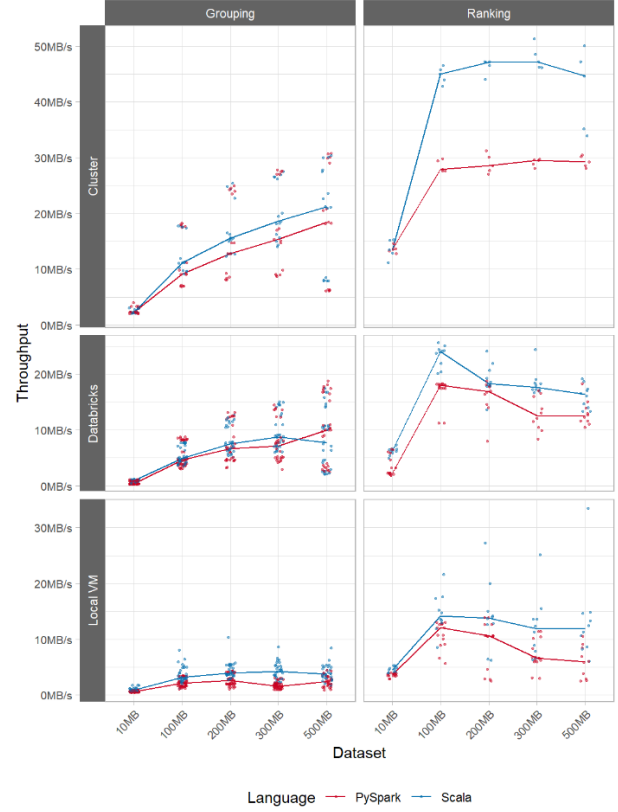 Grouping
Ranking
Throughput
Cluster
50MB/s
40MB/s
30MB/s
20MB/s
10MB/s
0MB/s
Databricks
20MB/s
10MB/s
0MB/s
Local VM
30MB/s
20MB/s
10MB/s
0MB/s
10MB
100MB
200MB
300MB
500MB
10MB
100MB
200MB
300MB
500MB
Dataset
Language PySpark Scala